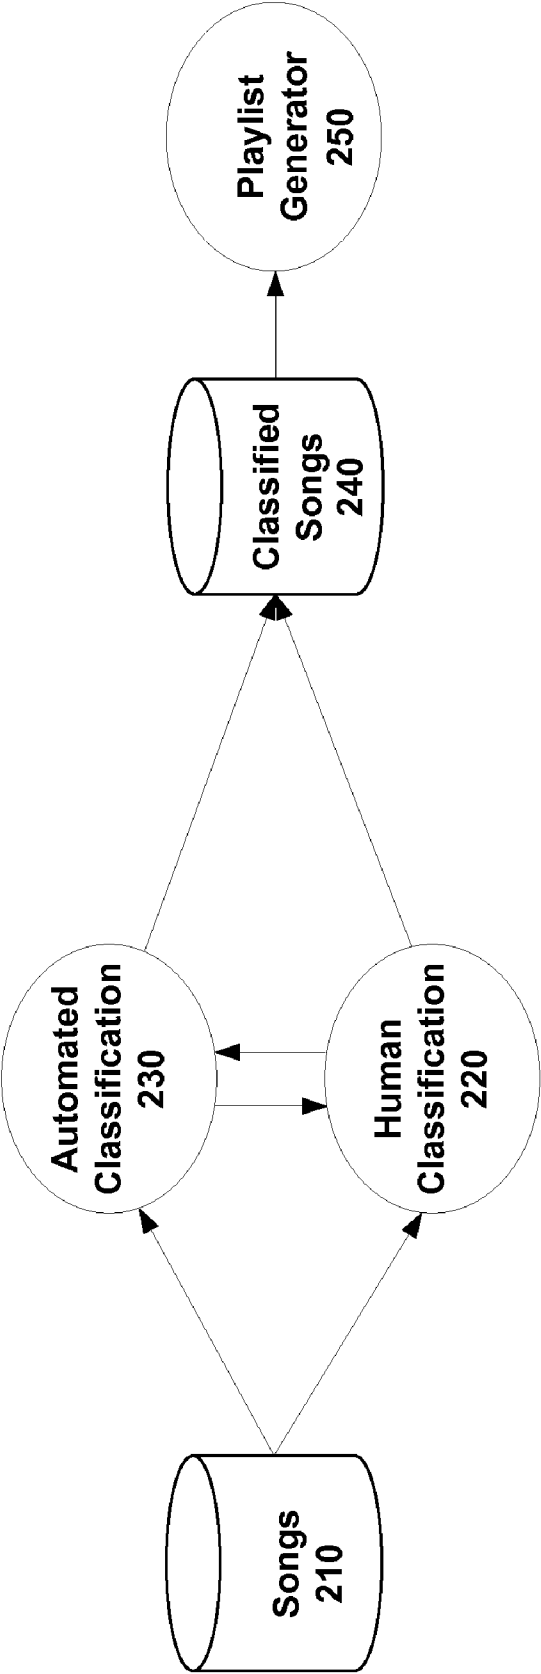 Songs
210
Automated
Classification
230
Human
Classification
220
Classified
Songs
240
Playlist
Generator
250